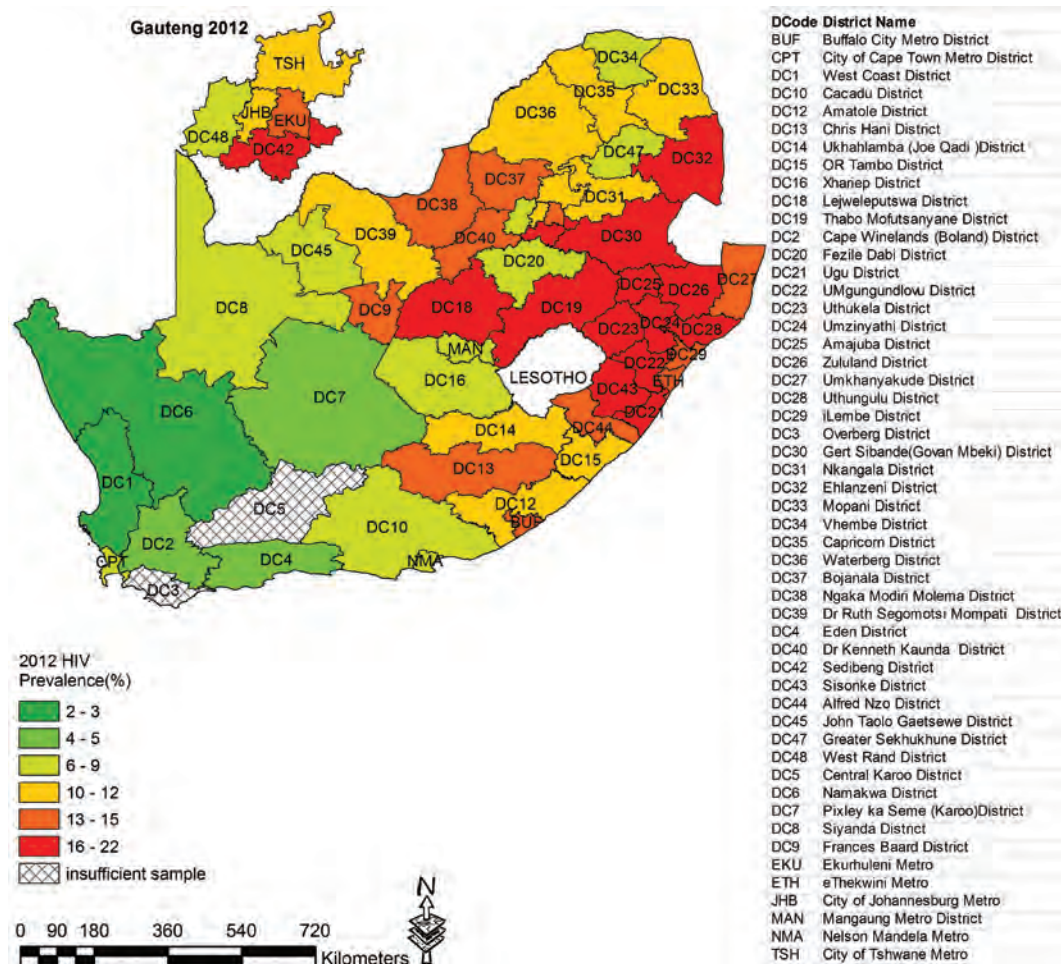 Gauteng 2012
TSH
JHB
EKU
DC48
DC42
DC34
DC35
DC33
DC36
DC47
DC32
DC37
DC38
DC31
DC39
DC40
DC30
DC45
DC20
DC27
DC8
DC9
DC18
DC19
DC25
DC26
DC23
DC24
DC28
MAN
DC22
DC29
DC16
LESOTHO
ETH
DC43
DC7
DC6
DC21
DC44
DC14
DC15
DC13
DC1
DC5
DC12
DC10
BUF
DC2
DC4
NMA
CPT
DC3
2012 HIV
Prevalence(%)
2 - 3
4 - 5
6 - 9
10 - 12
13 - 15
16 - 22
insufficient sample
N
0 90 180 360 540 720
Kilometers
DCode District Name
BUF Buffalo City Metro District
CPT City of Cape Town Metro District
DC1 West Coast District
DC10 Cacadu District
DC12 Amatole District
DC13 Chris Hani District
DC14 Ukhahlamba (Joe Qadi )District
DC15 OR Tambo District
DC16 Xhariep District
DC18 Lejweleputswa District
DC19 Thabo Mofutsanyane District
DC2 Cape Winelands (Boland) District
DC20 Fezile Dabi District
DC21 Ugu District
DC22 UMgungundlovu District
DC23 Uthukela District
DC24 Umzinyathi District
DC25 Amajuba District
DC26 Zululand District
DC27 Umkhanyakude District
DC28 Uthungulu District
DC29 iLembe District
DC3 Overberg District
DC30 Gert Sibande(Govan Mbeki) District
DC31 Nkangala District
DC32 Ehlanzeni District
DC33 Mopani District
DC34 Vhembe District
DC35 Capricorn District
DC36 Waterberg District
DC37 Bojanala District
DC38 Ngaka Modiri Molema District
DC39 Dr Ruth Segomotsi Mompati District
DC4 Eden District
DC40 Dr Kenneth Kaunda District
DC42 Sedibeng District
DC43 Sisonke District
DC44 Alfred Nzo District
DC45 John Taolo Gaetsewe District
DC47 Greater Sekhukhune District
DC48 West Rand District
DC5 Central Karoo District
DC6 Namakwa District
DC7 Pixley ka Seme (Karoo)District
DC8 Siyanda District
DC9 Frances Baard District
EKU Ekurhuleni Metro
ETH eThekwini Metro
JHB City of Johannesburg Metro
MAN Mangaung Metro District
NMA Nelson Mandela Metro
TSH City of Tshwane Metro